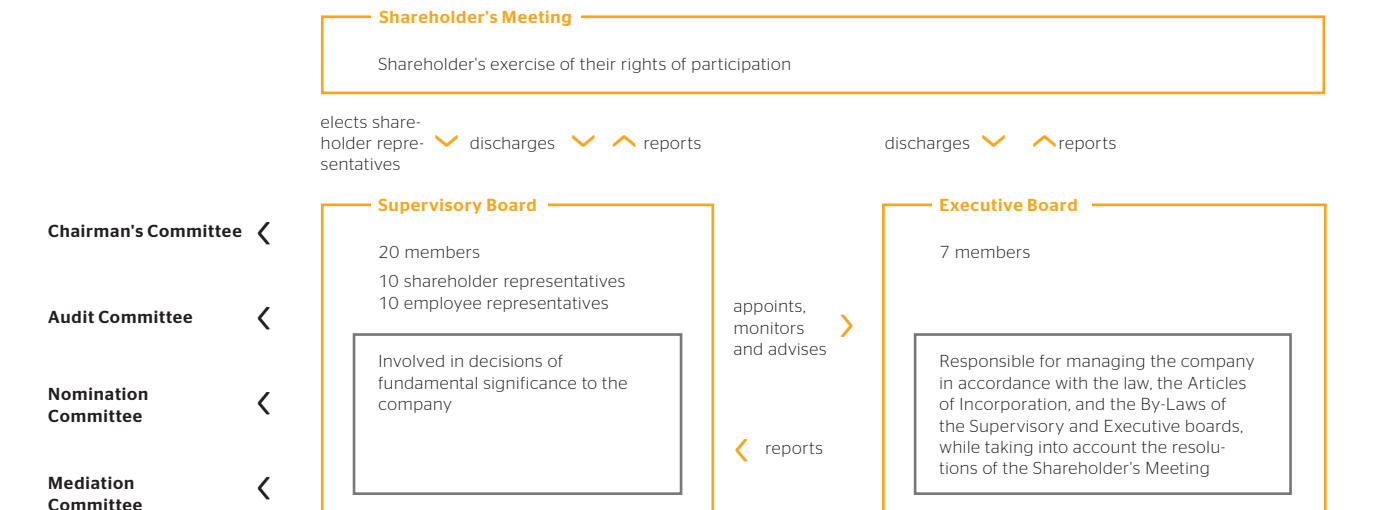 Shareholder's Meeting
Shareholder's exercise of their rights of participation
elects share-
holder repre-
sentatives
discharges
reports
discharges
reports
Chairman's Committee
Audit Committee
Nomination
Committee
Mediation
Committee
Supervisory Board
20 members
10 shareholder representatives
10 employee representatives
Involved in decisions of
fundamental significance to the
company
appoints,
monitors
and advises
reports
Executive Board
7 members
Responsible for managing the company
in accordance with the law, the Articles
of Incorporation, and the By-Laws of
the Supervisory and Executive boards,
while taking into account the resolu-
tions of the Shareholder's Meeting